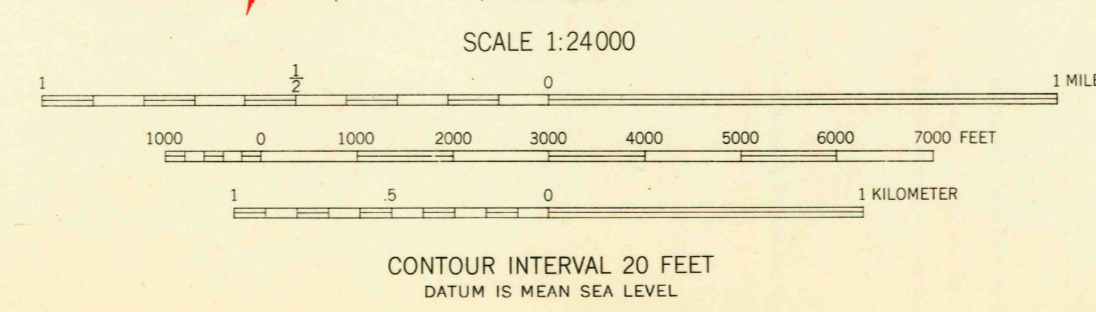 SCALE 1:24000
1 1/2 0 1 MILE
1000 0 1000 2000 3000 4000 5000 6000 7000 FEET
1 .5 0 1 KILOMETER
CONTOUR INTERVAL 20 FEET
DATUM IS MEAN SEA LEVEL